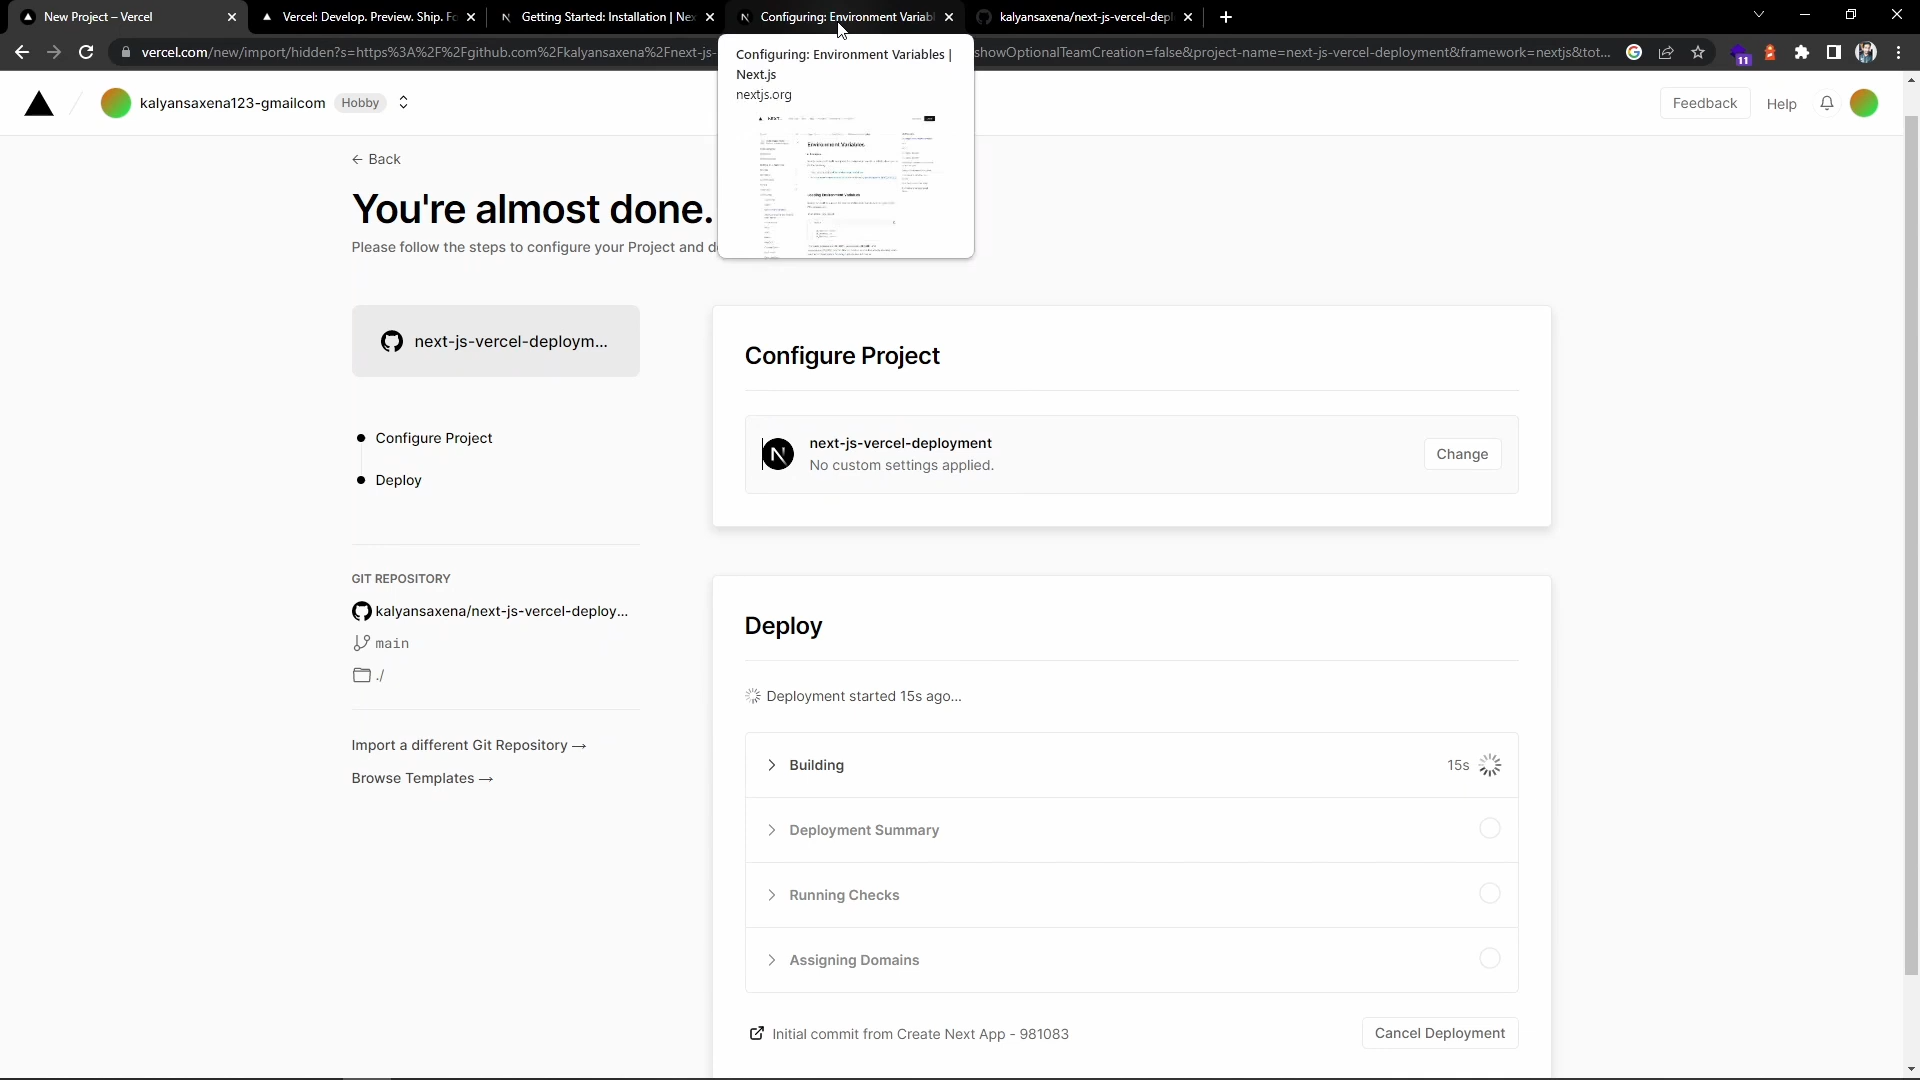 New Project – Vercel
Vercel: Develop. Preview. Ship. Fo
Getting Started: Installation | Nex
Configuring: Environment Variabl
kalyansaxena/next-js-vercel-depl
vercel.com/new/import/hidden?s=https%3A%2F%2Fgithub.com%2Fkalyansaxena%2Fnext-js-
showOptionalTeamCreation=false&project-name=next-js-vercel-deployment&framework=nextjs&tot...
11
Configuring: Environment Variables |
Next.js
nextjs.org
Environment Variables
kalyansaxena123-gmailcom
Hobby
Feedback
Help
← Back
You're almost done.
Please follow the steps to configure your Project and d
next-js-vercel-deploym...
Configure Project
Deploy
GIT REPOSITORY
kalyansaxena/next-js-vercel-deploy...
main
./
Import a different Git Repository →
Browse Templates →
Configure Project
next-js-vercel-deployment
No custom settings applied.
Change
Deploy
Deployment started 15s ago...
Building
15s
Deployment Summary
Running Checks
Assigning Domains
Initial commit from Create Next App - 981083
Cancel Deployment